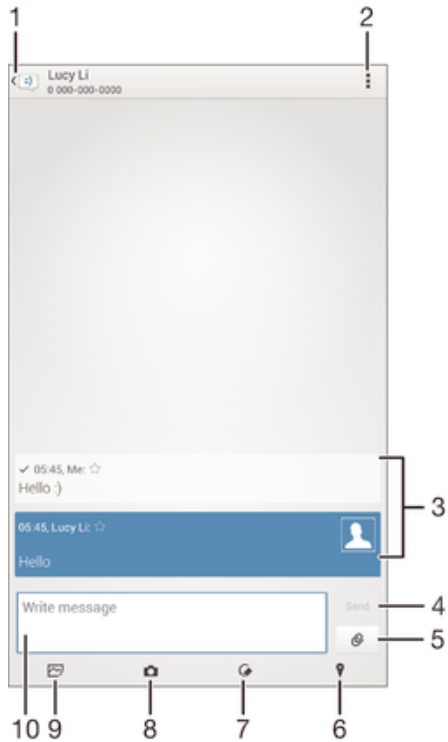 1
2
Lucy Li
0 000-000-0000
05:45, Me:
Hello :)
3
05:45, Lucy Li:
Hello
Write message
Send
4
5
10 9 8 7 6